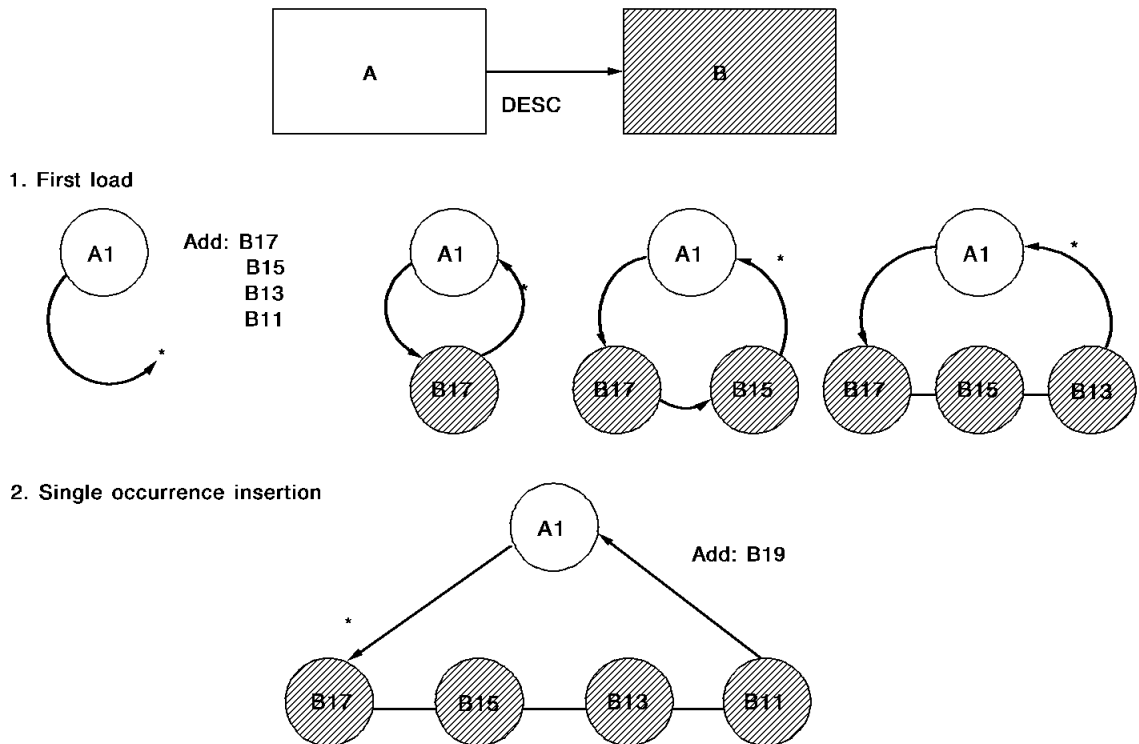 A
B
DESC
1. First load
A1
Add: B17
B15
B13
B11
*
A1
*
B17
A1
*
B17
B15
A1
*
B17
B15
B13
2. Single occurrence insertion
A1
Add: B19
*
B17
B15
B13
B11